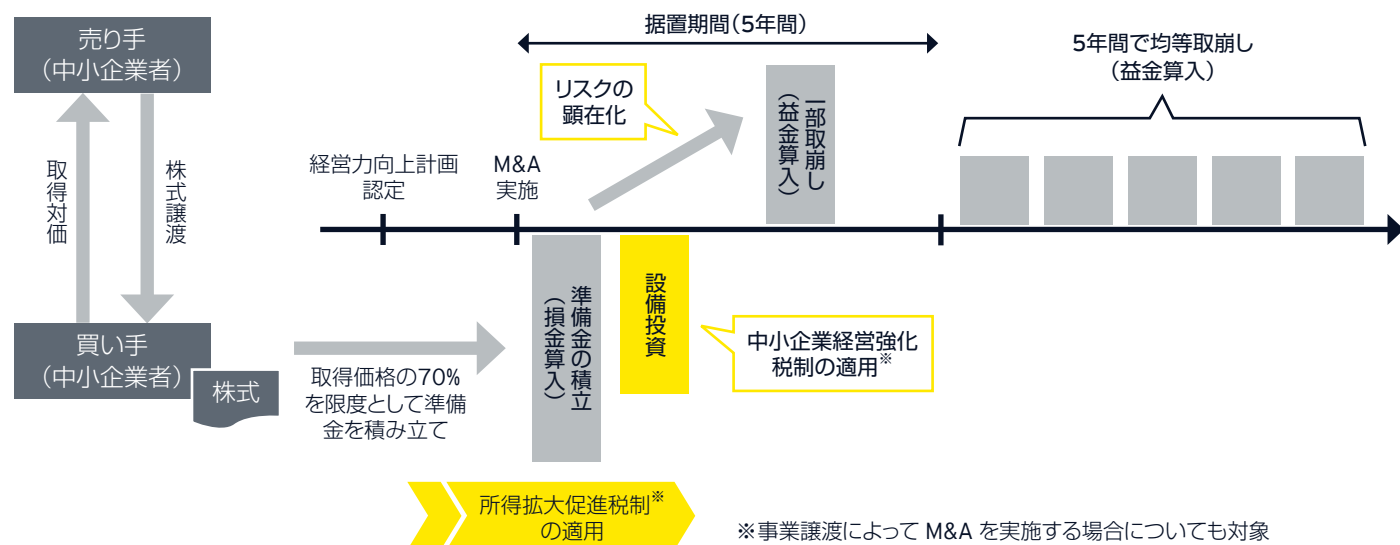 売り手
（中小企業者）
取得対価
株式譲渡
買い手
（中小企業者）
株式
取得価格の70%
を限度として準備
金を積み立て
経営力向上計画
認定
M&A
実施
据置期間（5年間）
リスクの
顕在化
一部取崩し
（益金算入）
5年間で均等取崩し
（益金算入）
準備金の積立
（損金算入）
設備投資
中小企業経営強化
税制の適用※
所得拡大促進税制※
の適用
※事業譲渡によって M&A を実施する場合についても対象